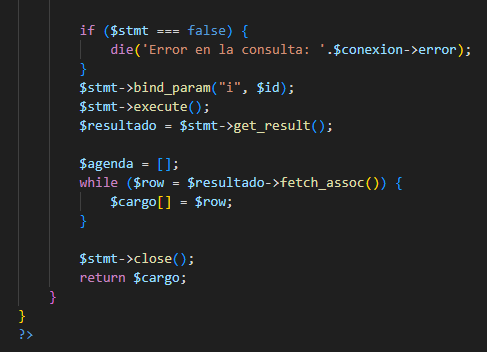 if ($stmt === false) {
die('Error en la consulta: '.$conexion->error);
}
$stmt->bind_param("i", $id);
$stmt->execute();
$resultado = $stmt->get_result();
$agenda = [];
while ($row = $resultado->fetch_assoc()) {
$cargo[] = $row;
}
$stmt->close();
return $cargo;
}
}
?>